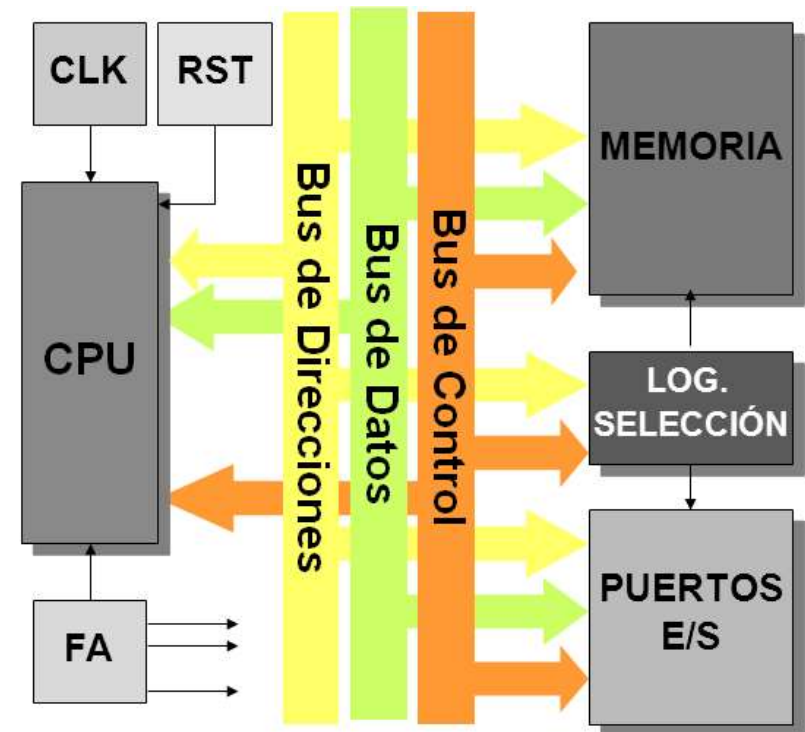 CLK
RST
CPU
FA
Bus de Direcciones
Bus de Datos
Bus de Control
MEMORIA
LOG.
SELECCIÓN
PUERTOS
E/S